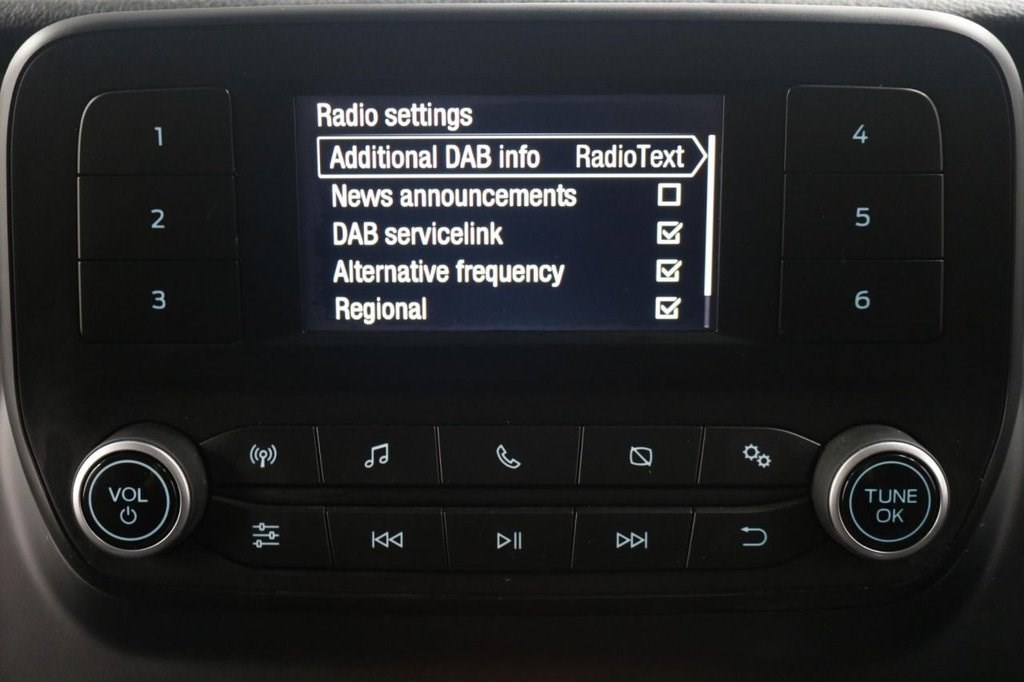 Radio settings
Additional DAB info RadioText
News announcements
DAB servicelink
Alternative frequency
Regional
1
2
3
4
5
6
VOL
TUNE
OK